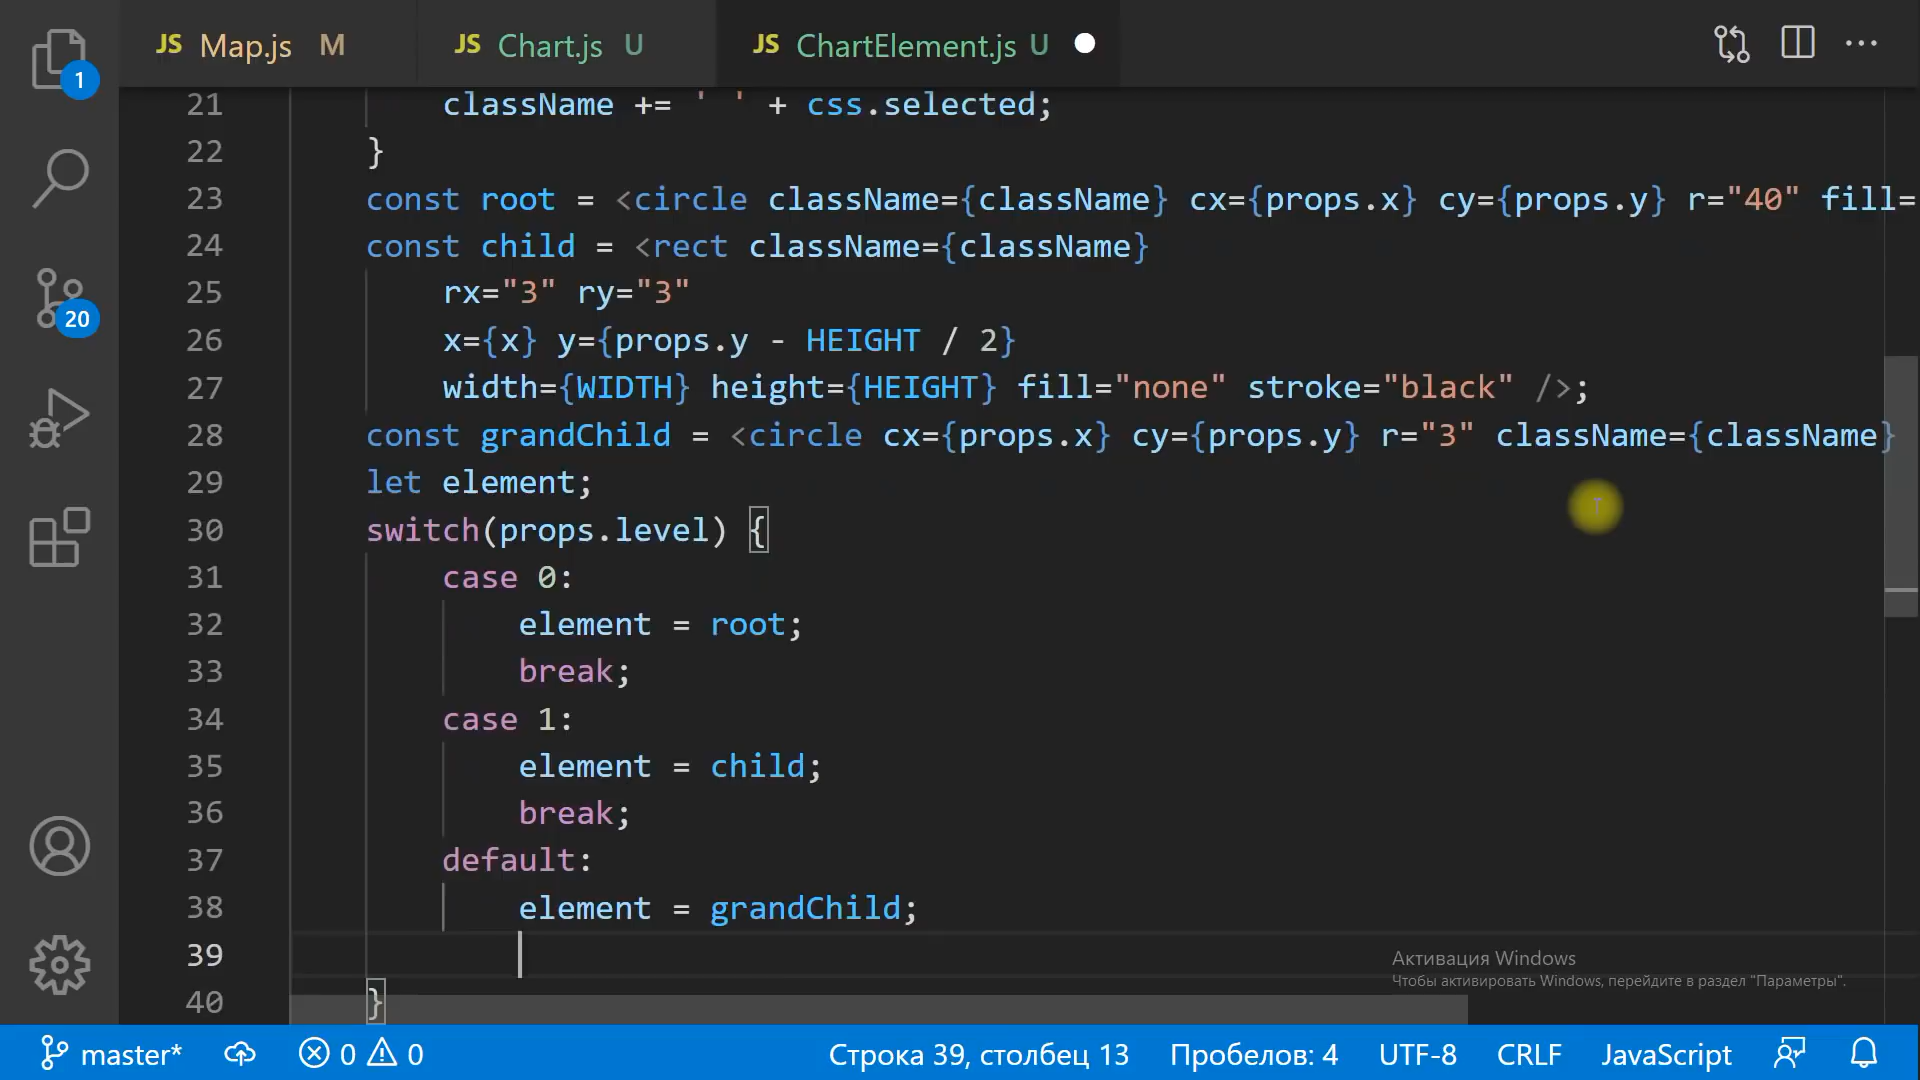 JS Map.js M JS Chart.js U JS ChartElement.js U
1
20
21 className += ' ' + css.selected;
22 }
23 const root = <circle className={className} cx={props.x} cy={props.y} r="40" fill=
24 const child = <rect className={className}
25 rx="3" ry="3"
26 x={x} y={props.y - HEIGHT / 2}
27 width={WIDTH} height={HEIGHT} fill="none" stroke="black" />;
28 const grandChild = <circle cx={props.x} cy={props.y} r="3" className={className}
29 let element;
30 switch(props.level) {
31 case 0:
32 element = root;
33 break;
34 case 1:
35 element = child;
36 break;
37 default:
38 element = grandChild;
39
40 }
Активация Windows
Чтобы активировать Windows, перейдите в раздел "Параметры".
master* 0 0 Строка 39, столбец 13 Пробелов: 4 UTF-8 CRLF JavaScript